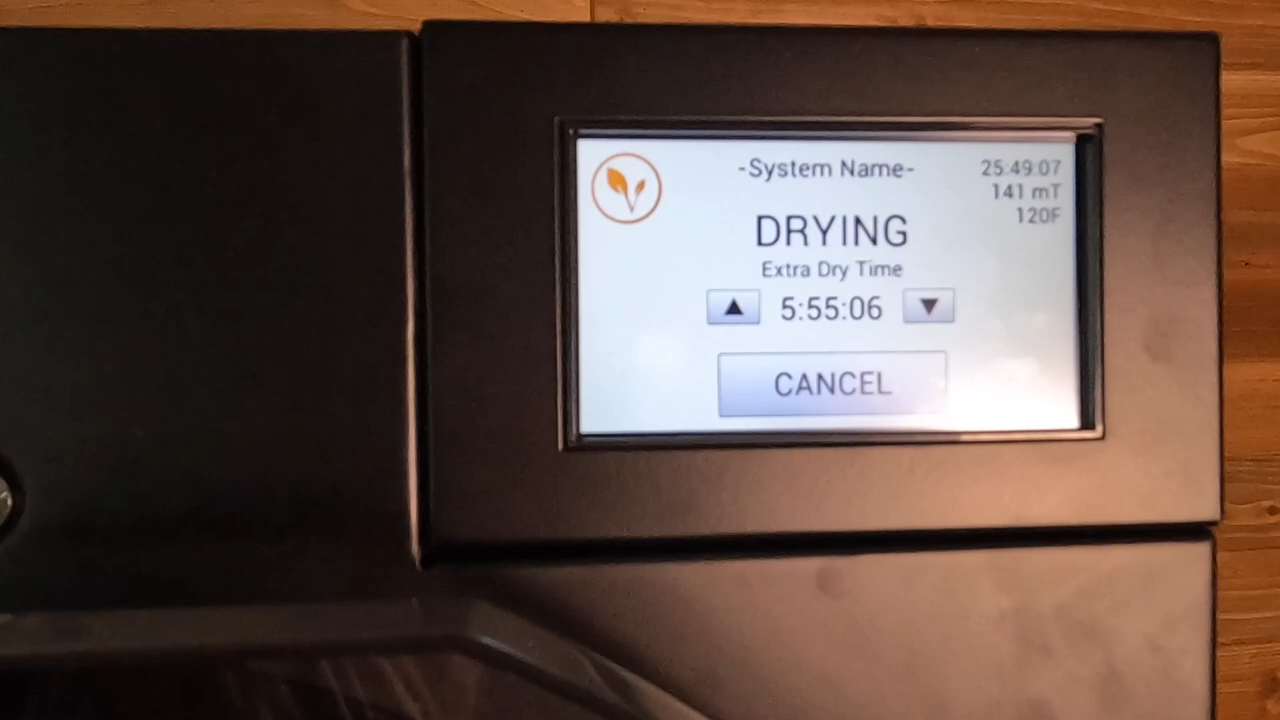 -System Name-
25:49:07
141 mT
120F
DRYING
Extra Dry Time
▲ 5:55:06 ▼
CANCEL